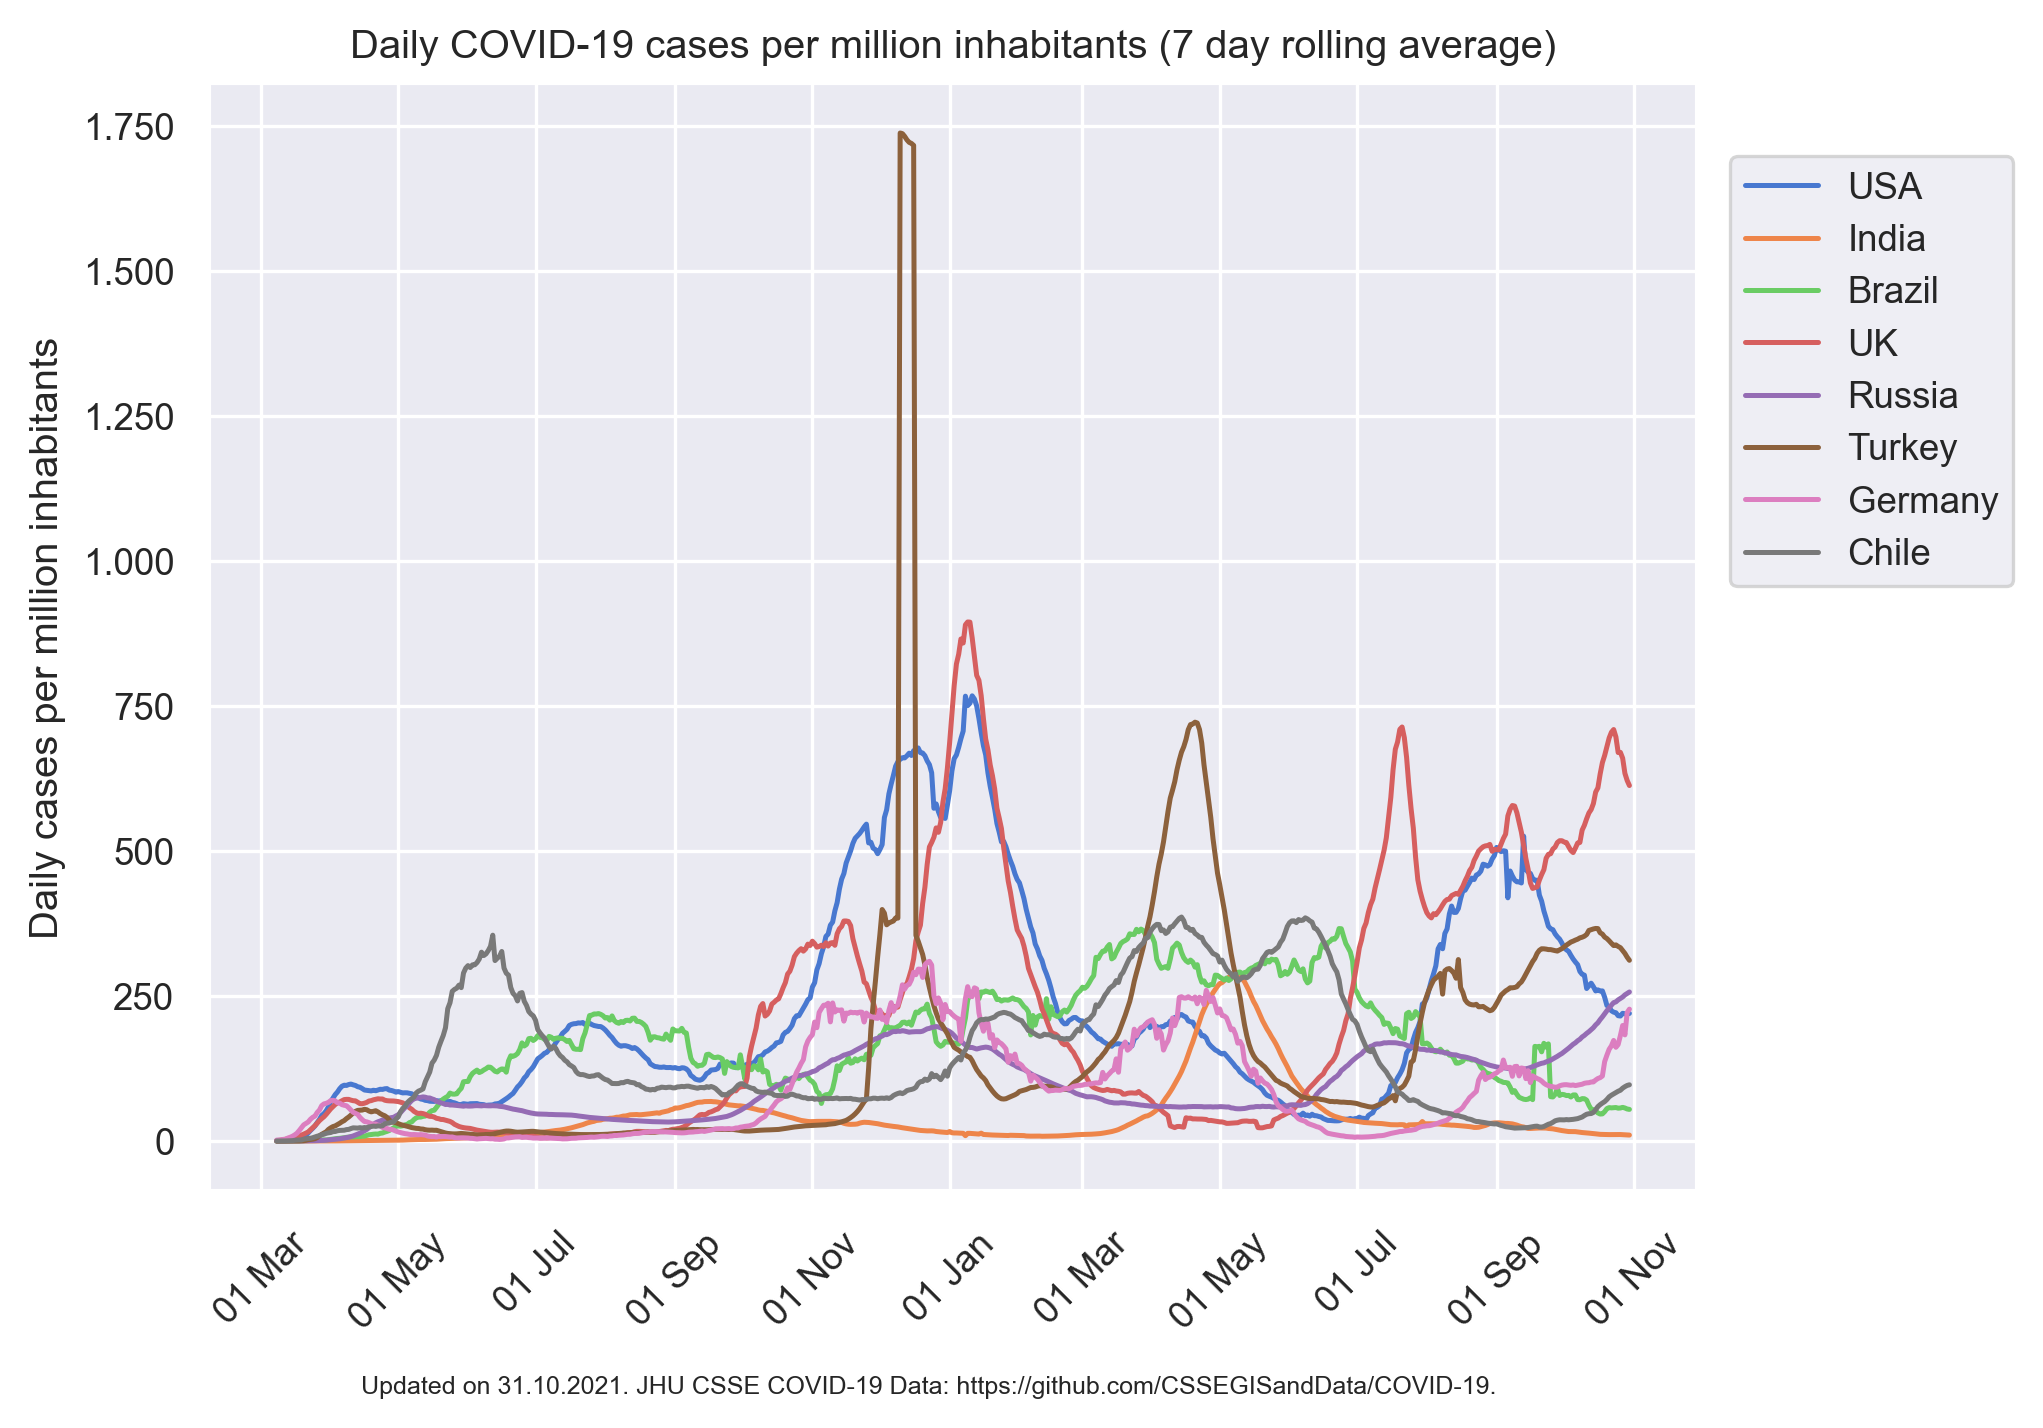 Daily COVID-19 cases per million inhabitants (7 day rolling average)
Daily cases per million inhabitants
1.750
1.500
1.250
1.000
750
500
250
0
USA
India
Brazil
UK
Russia
Turkey
Germany
Chile
01 Mar
01 May
01 Jul
01 Sep
01 Nov
01 Jan
01 Mar
01 May
01 Jul
01 Sep
01 Nov
Updated on 31.10.2021. JHU CSSE COVID-19 Data: https://github.com/CSSEGISandData/COVID-19.